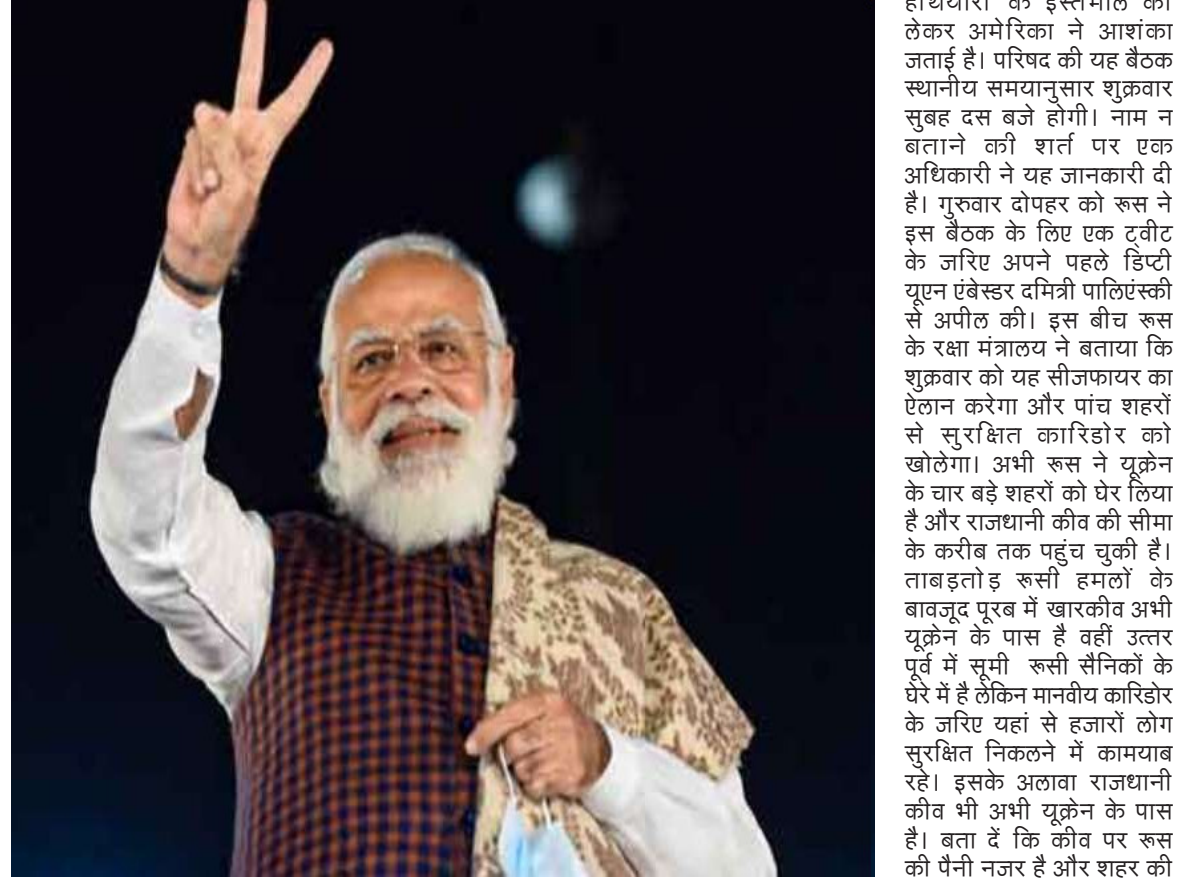 हथियारों के इस्तेमाल को
लेकर अमेरिका ने आशंका
जताई है। परिषद की यह बैठक
स्थानीय समयानुसार शुक्रवार
सुबह दस बजे होगी। नाम न
बताने की शर्त पर एक
अधिकारी ने यह जानकारी दी
है। गुरुवार दोपहर को रूस ने
इस बैठक के लिए एक ट्वीट
के जरिए अपने पहले डिप्टी
यूएन एंबेस्डर दमित्री पालिएंस्की
से अपील की। इस बीच रूस
के रक्षा मंत्रालय ने बताया कि
शुक्रवार को यह सीजफायर का
ऐलान करेगा और पांच शहरों
से सुरक्षित कारिडोर को
खोलेगा। अभी रूस ने यूक्रेन
के चार बड़े शहरों को घेर लिया
है और राजधानी कीव की सीमा
के करीब तक पहुंच चुकी है।
ताबड़तोड़ रूसी हमलों के
बावजूद पूरब में खारकीव अभी
यूक्रेन के पास है वहीं उत्तर
पूर्व में सूमी रूसी सैनिकों के
घेरे में है लेकिन मानवीय कारिडोर
के जरिए यहां से हजारों लोग
सुरक्षित निकलने में कामयाब
रहे। इसके अलावा राजधानी
कीव भी अभी यूक्रेन के पास
है। बता दें कि कीव पर रूस
की पैनी नजर है और शहर की